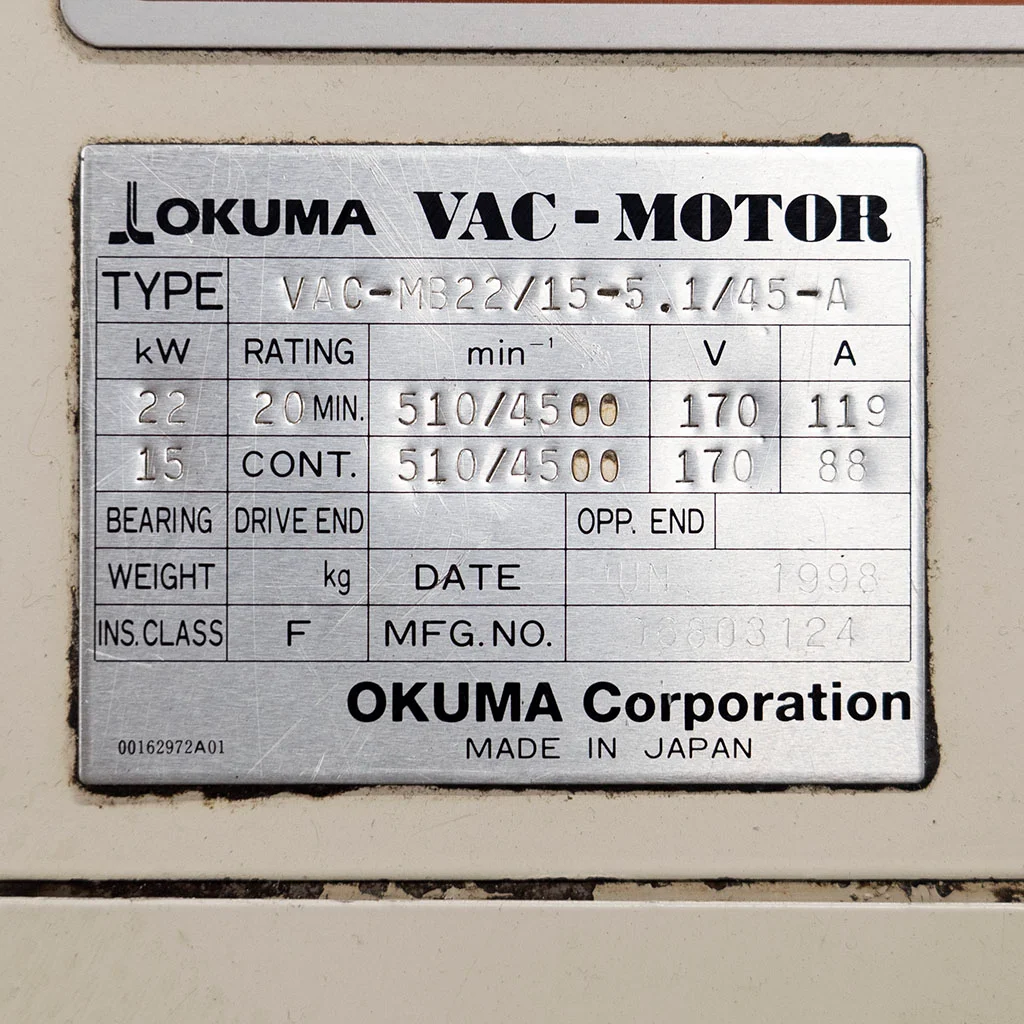 OKUMA VAC-MOTOR
TYPE VAC-MB22/15-5.1/45-A
kW RATING min⁻¹ V A
22 20 MIN. 510/4500 170 119
15 CONT. 510/4500 170 88
BEARING DRIVE END OPP. END
WEIGHT kg DATE 1998
INS.CLASS F MFG.NO.
OKUMA Corporation
00162972A01 MADE IN JAPAN